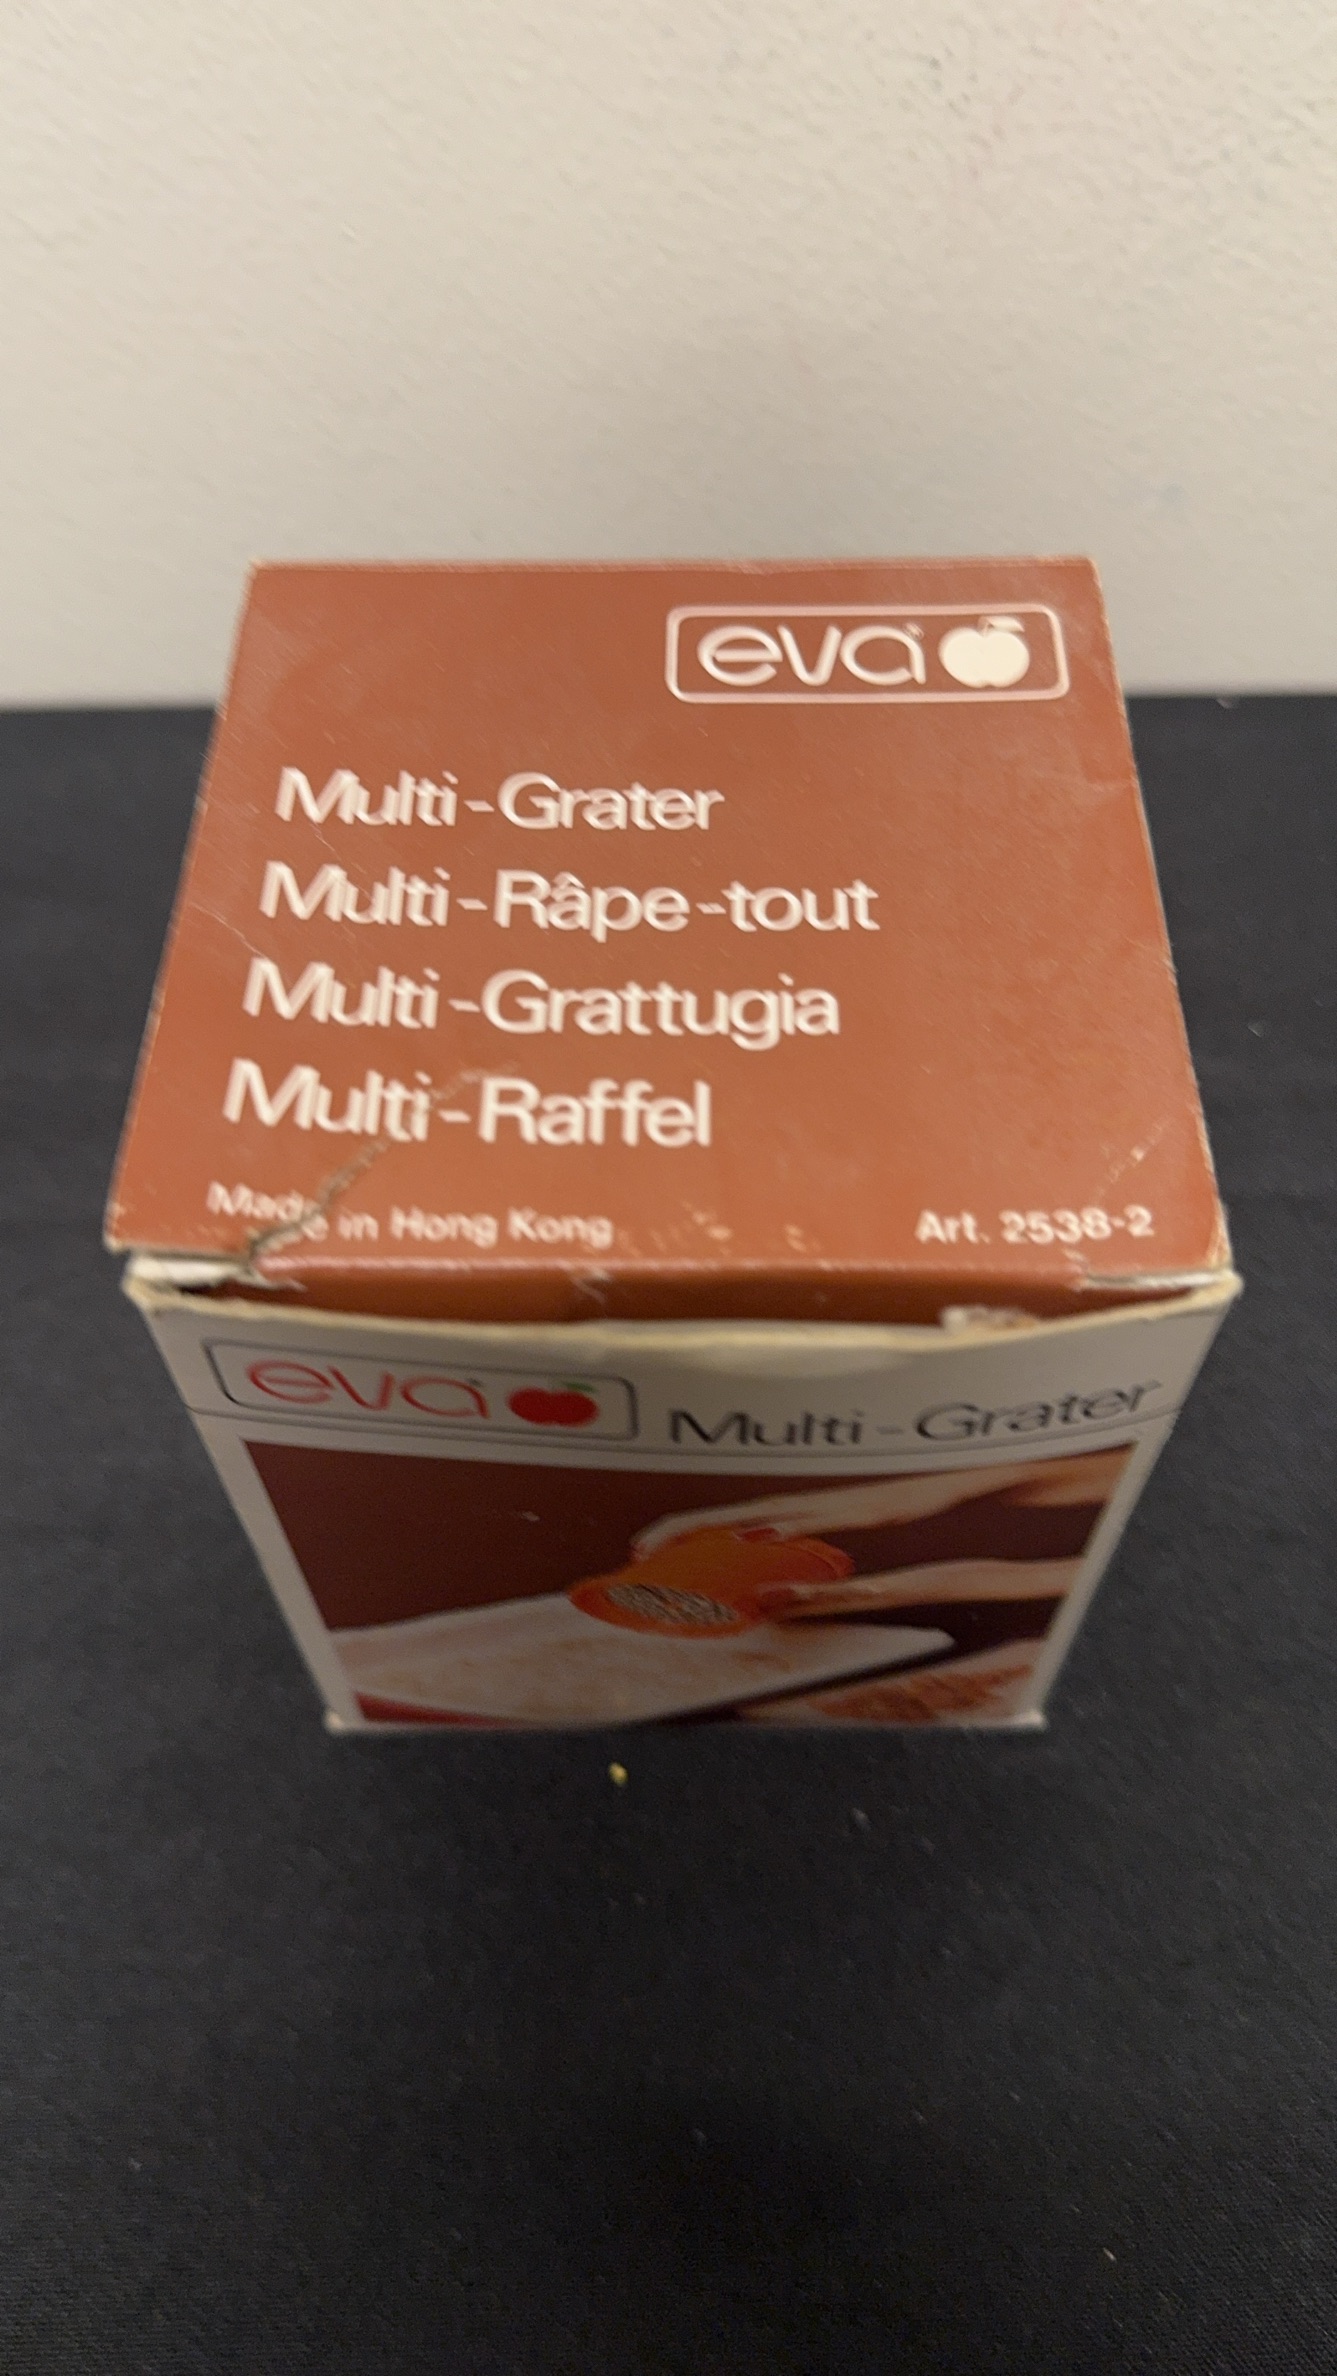 eva
Multi-Grater
Multi-Râpe-tout
Multi-Grattugia
Multi-Raffel
Made in Hong Kong
Art. 2538-2
eva
Multi-Grater